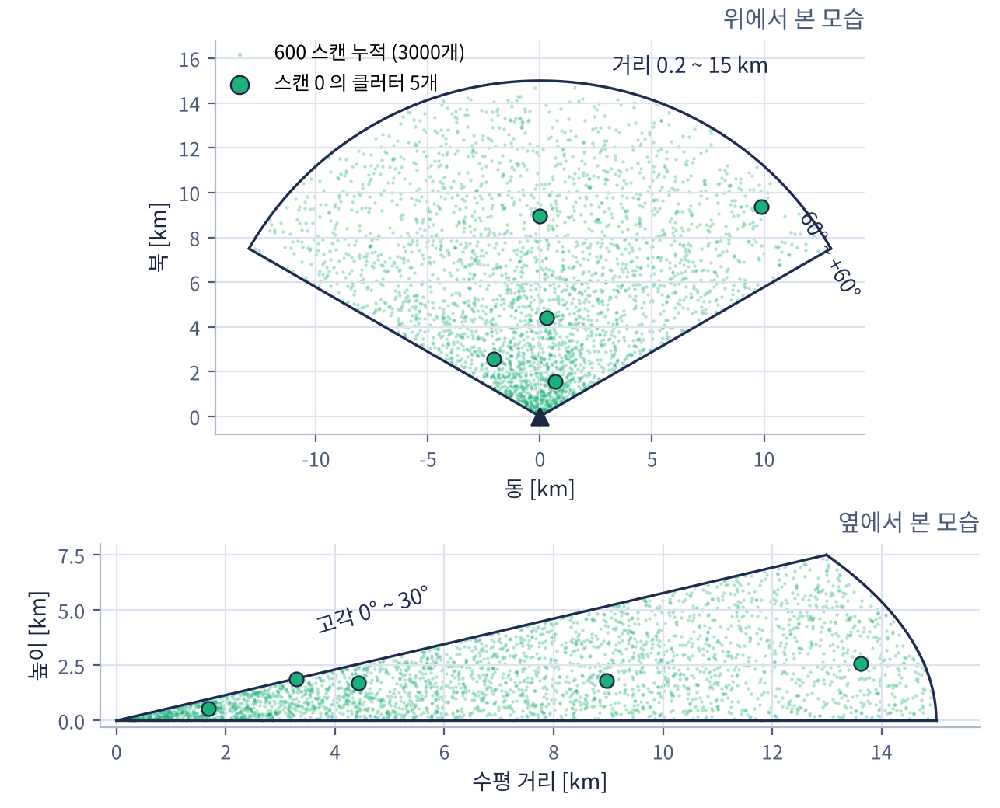 위에서 본 모습
600 스캔 누적 (3000개)
스캔 0 의 클러터 5개
거리 0.2 ~ 15 km
60° ~ +60°
북 [km]
16
14
12
10
8
6
4
2
0
-10 -5 0 5 10
동 [km]
옆에서 본 모습
고각 0° ~ 30°
높이 [km]
7.5
5.0
2.5
0.0
0 2 4 6 8 10 12 14
수평 거리 [km]